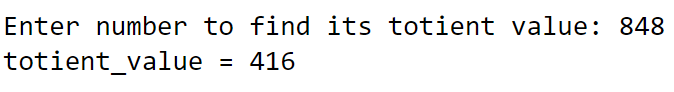 Enter number to find its totient value: 848
totient_value = 416